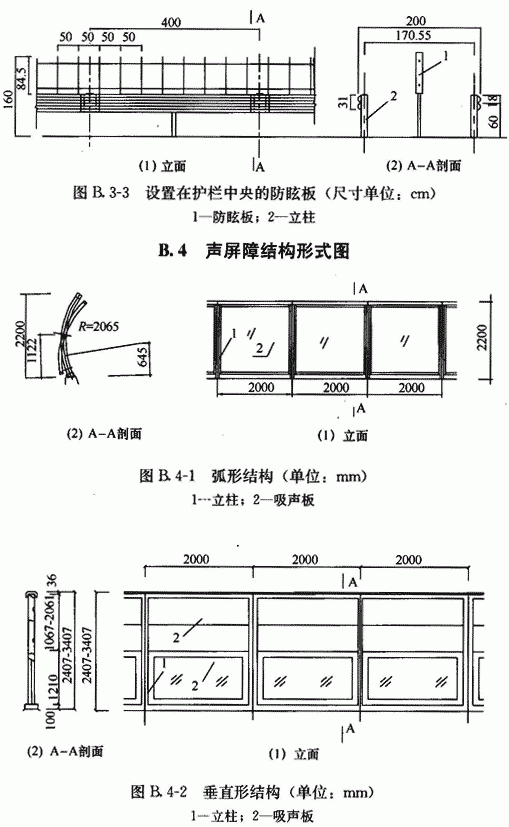 400
A
50 50 50 50
84.5
160
(1) 立面
A
200
170.55
1
31
2
18
60
(2) A-A剖面
图 B.3-3 设置在护栏中央的防眩板（尺寸单位：cm）
1—防眩板；2—立柱
B.4 声屏障结构形式图
2200
1122
R=2065
645
(2) A-A剖面
A
1
2
2000 2000 2000
2200
A
(1) 立面
图 B.4-1 弧形结构（单位：mm）
1---立柱；2—吸声板
36
1067-2061
2407-3407
1210
100
2407-3407
(2) A-A剖面
2000 2000 2000
A
2
1
2
A
(1) 立面
图 B.4-2 垂直形结构（单位：mm）
1—立柱；2—吸声板